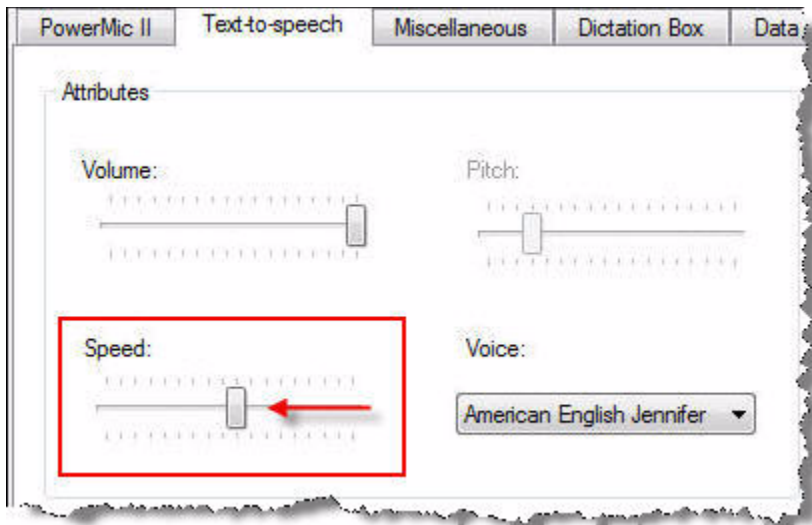 PowerMic II Text-to-speech Miscellaneous Dictation Box Data
Attributes
Volume: Pitch:
Speed: Voice:
American English Jennifer